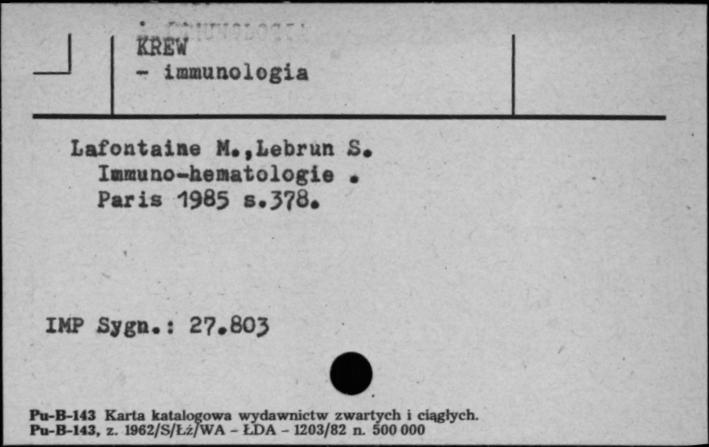 KREW
- immunologia
Lafontaine M.,Lebrun S.
Immuno-hematologie .
Paris 1985 s.378.
IMP Sygn.: 27.803
Pu-B-143 Karta katalogowa wydawnictw zwartych i ciągłych.
Pu-B-143, z. 1962/S/Łż/WA - ŁDA - 1203/82 n. 500 000